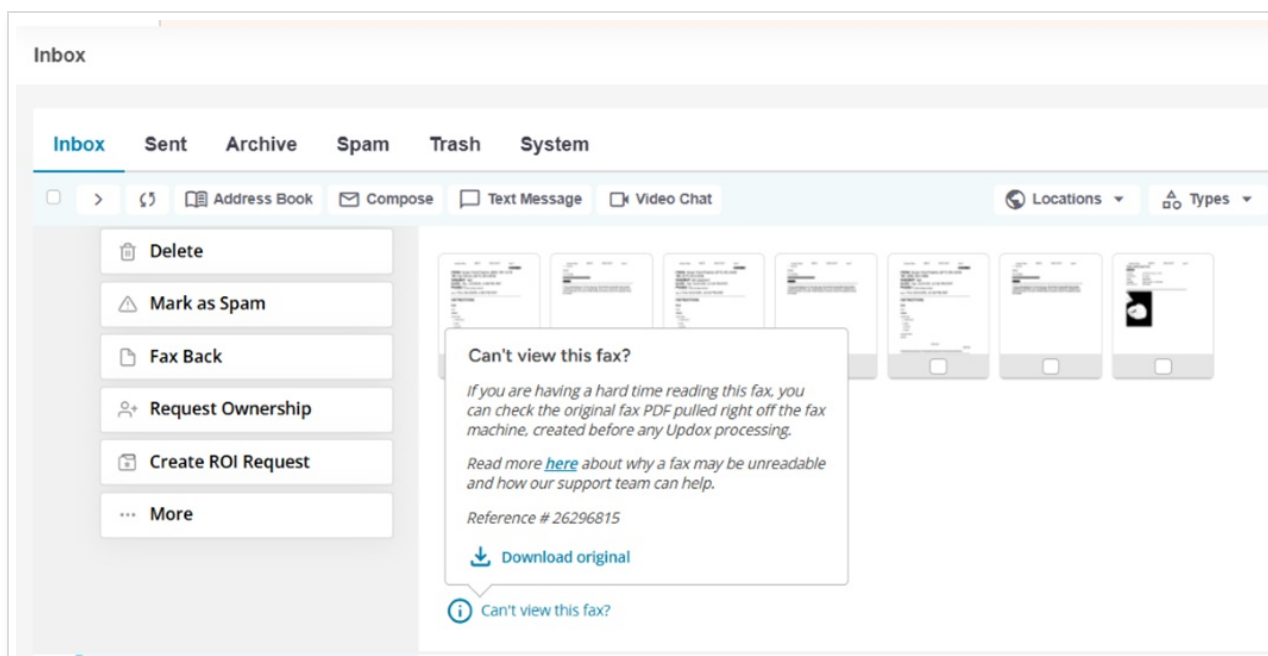 Inbox
Inbox Sent Archive Spam Trash System
Address Book Compose Text Message Video Chat Locations Types
Delete
Mark as Spam
Fax Back
Request Ownership
Create ROI Request
More
Can't view this fax?
If you are having a hard time reading this fax, you
can check the original fax PDF pulled right off the fax
machine, created before any Updox processing.
Read more here about why a fax may be unreadable
and how our support team can help.
Reference # 26296815
Download original
Can't view this fax?